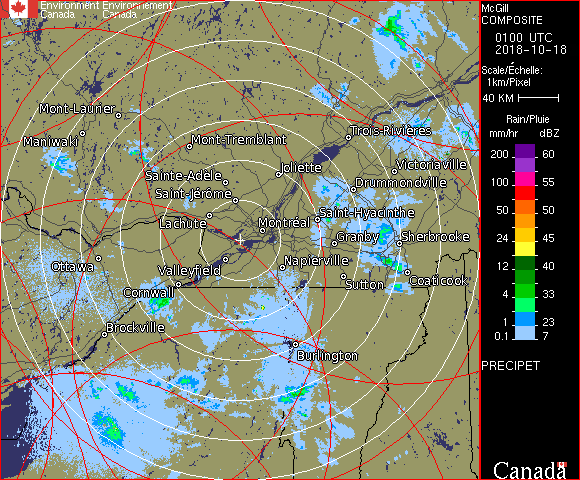 Environment Environnement
Canada Canada
McGill
COMPOSITE
0100 UTC
2018-10-18
Scale/Échelle:
1km/Pixel
40 KM
Rain/Pluie
mm/hr dBZ
200 60
100 55
50 50
24 45
12 40
4 33
2 30
1.0 23
0.1 7
PRECIPET
Canada
Mont-Laurier
Maniwaki
Mont-Tremblant
Trois-Rivières
Sainte-Adèle
Joliette
Victoriaville
Saint-Jérôme
Drummondville
Lachute
Montréal
Saint-Hyacinthe
Granby
Sherbrooke
Ottawa
Valleyfield
Napierville
Cornwall
Sutton
Coaticook
Brockville
Burlington